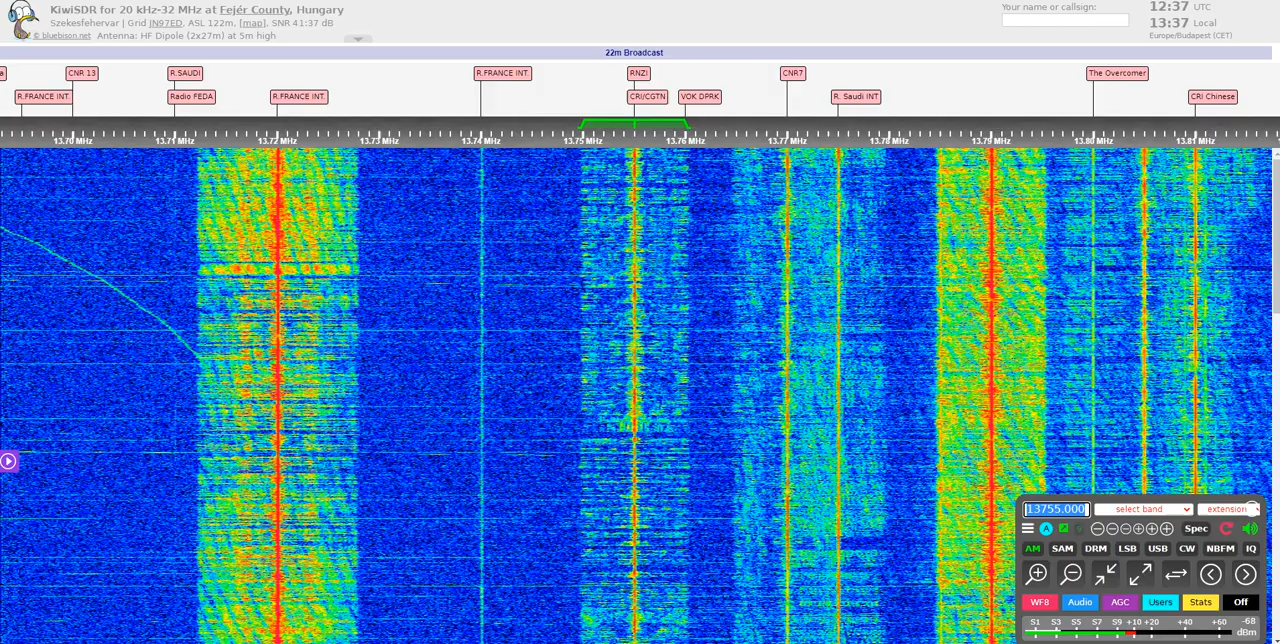 KiwiSDR for 20 kHz-32 MHz at Fejér County, Hungary
Szekesfehervar | Grid JN97ED, ASL 122m, [map]. SNR 41:37 dB
© bluebison.net Antenna: HF Dipole (2x27m) at 5m high
Your name or callsign:
12:37 UTC
13:37 Local
Europe/Budapest (CET)
22m Broadcast
a CNR 13 R.SAUDI R.FRANCE INT. RNZI CNR7 The Overcomer
R.FRANCE INT. Radio FEDA R.FRANCE INT. CRI/CGTN VOK DPRK R. Saudi INT CRI Chinese
13.70 MHz 13.71 MHz 13.72 MHz 13.73 MHz 13.74 MHz 13.75 MHz 13.76 MHz 13.77 MHz 13.78 MHz 13.79 MHz 13.80 MHz 13.81 MHz
13755.000 select band extension
A Spec
AM SAM DRM LSB USB CW NBFM IQ
WF8 Audio AGC Users Stats Off
S1 S3 S5 S7 S9 +10 +20 +40 +60 -68
dBm